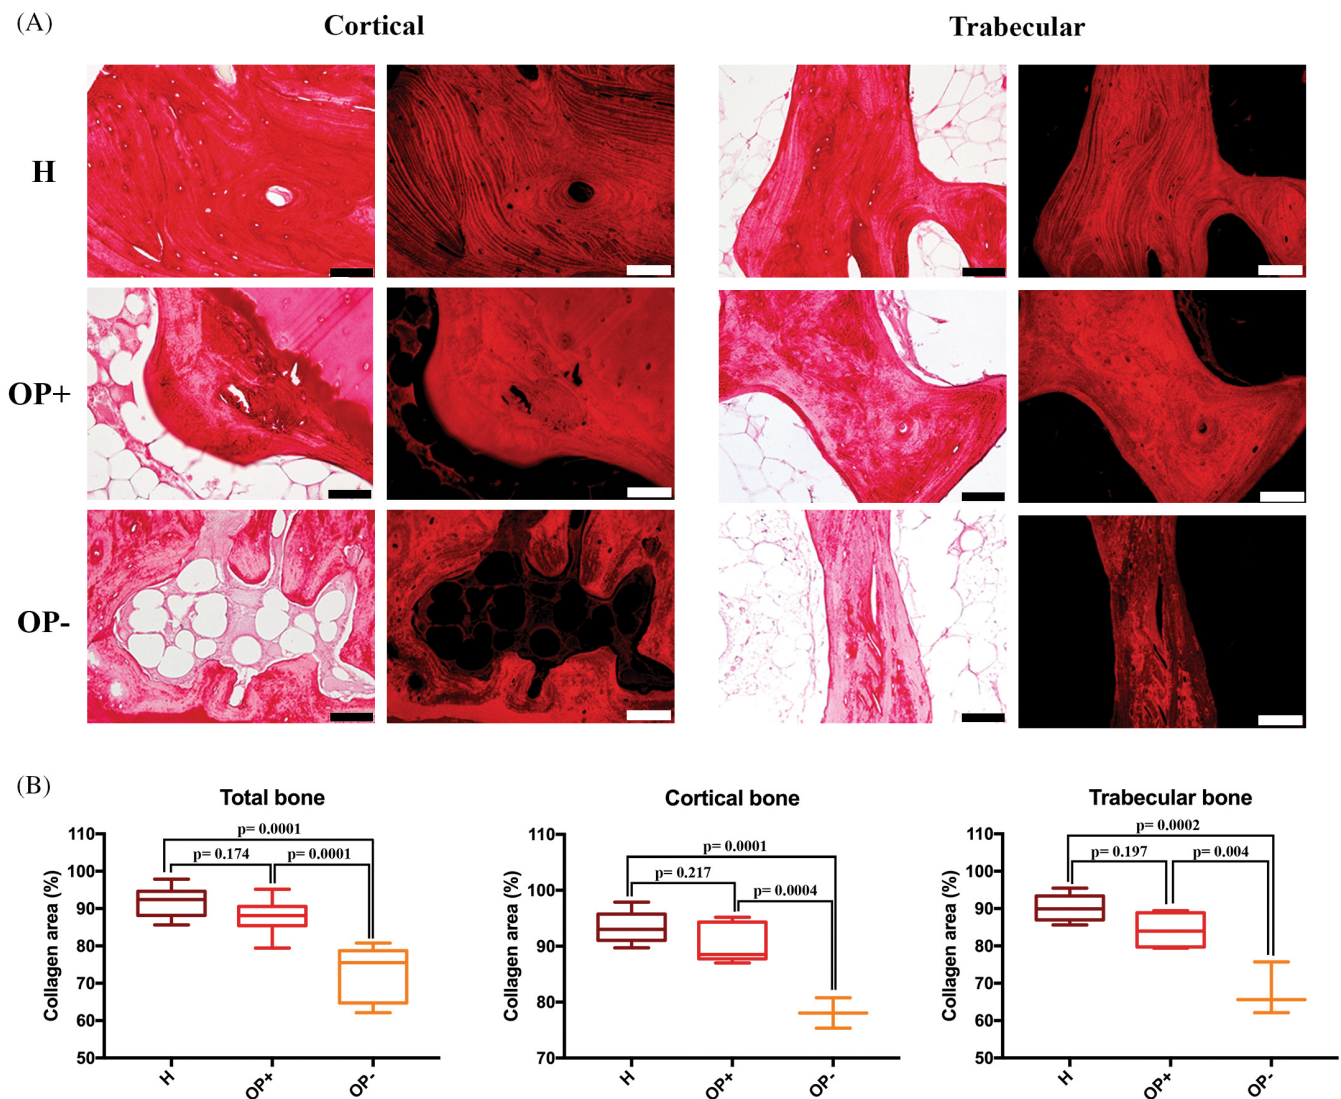 (A)
Cortical
Trabecular
H
OP+
OP-
(B)
Total bone
p= 0.0001
p= 0.174
p= 0.0001
Collagen area (%)
110
100
90
80
70
60
50
H
OP+
OP-
Cortical bone
p= 0.0001
p= 0.217
p= 0.0004
Collagen area (%)
110
100
90
80
70
H
OP+
OP-
Trabecular bone
p= 0.0002
p= 0.197
p= 0.004
Collagen area (%)
110
100
90
80
70
60
50
H
OP+
OP-